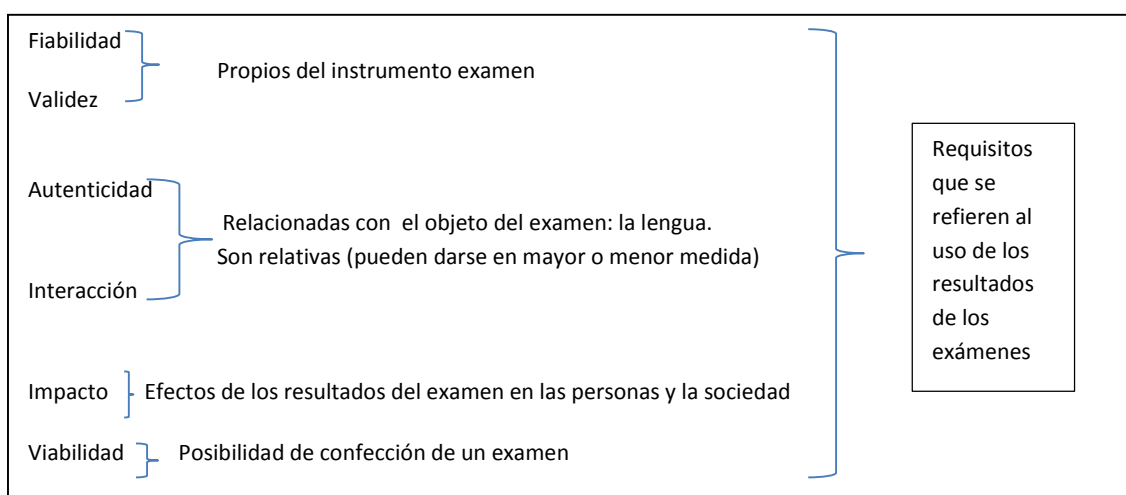 Fiabilidad
Propios del instrumento examen
Validez
Autenticidad
Relacionadas con el objeto del examen: la lengua.
Son relativas (pueden darse en mayor o menor medida)
Interacción
Impacto
Efectos de los resultados del examen en las personas y la sociedad
Viabilidad
Posibilidad de confección de un examen
Requisitos
que se
refieren al
uso de los
resultados
de los
exámenes